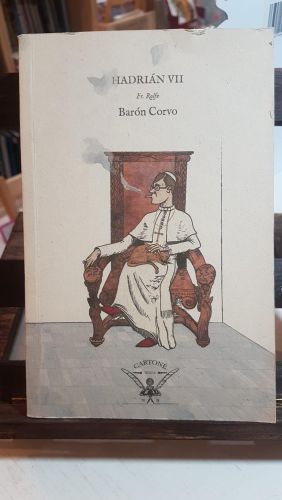 HADRIÁN VII
Fr. Rolfe
Barón Corvo
CARTONÉ